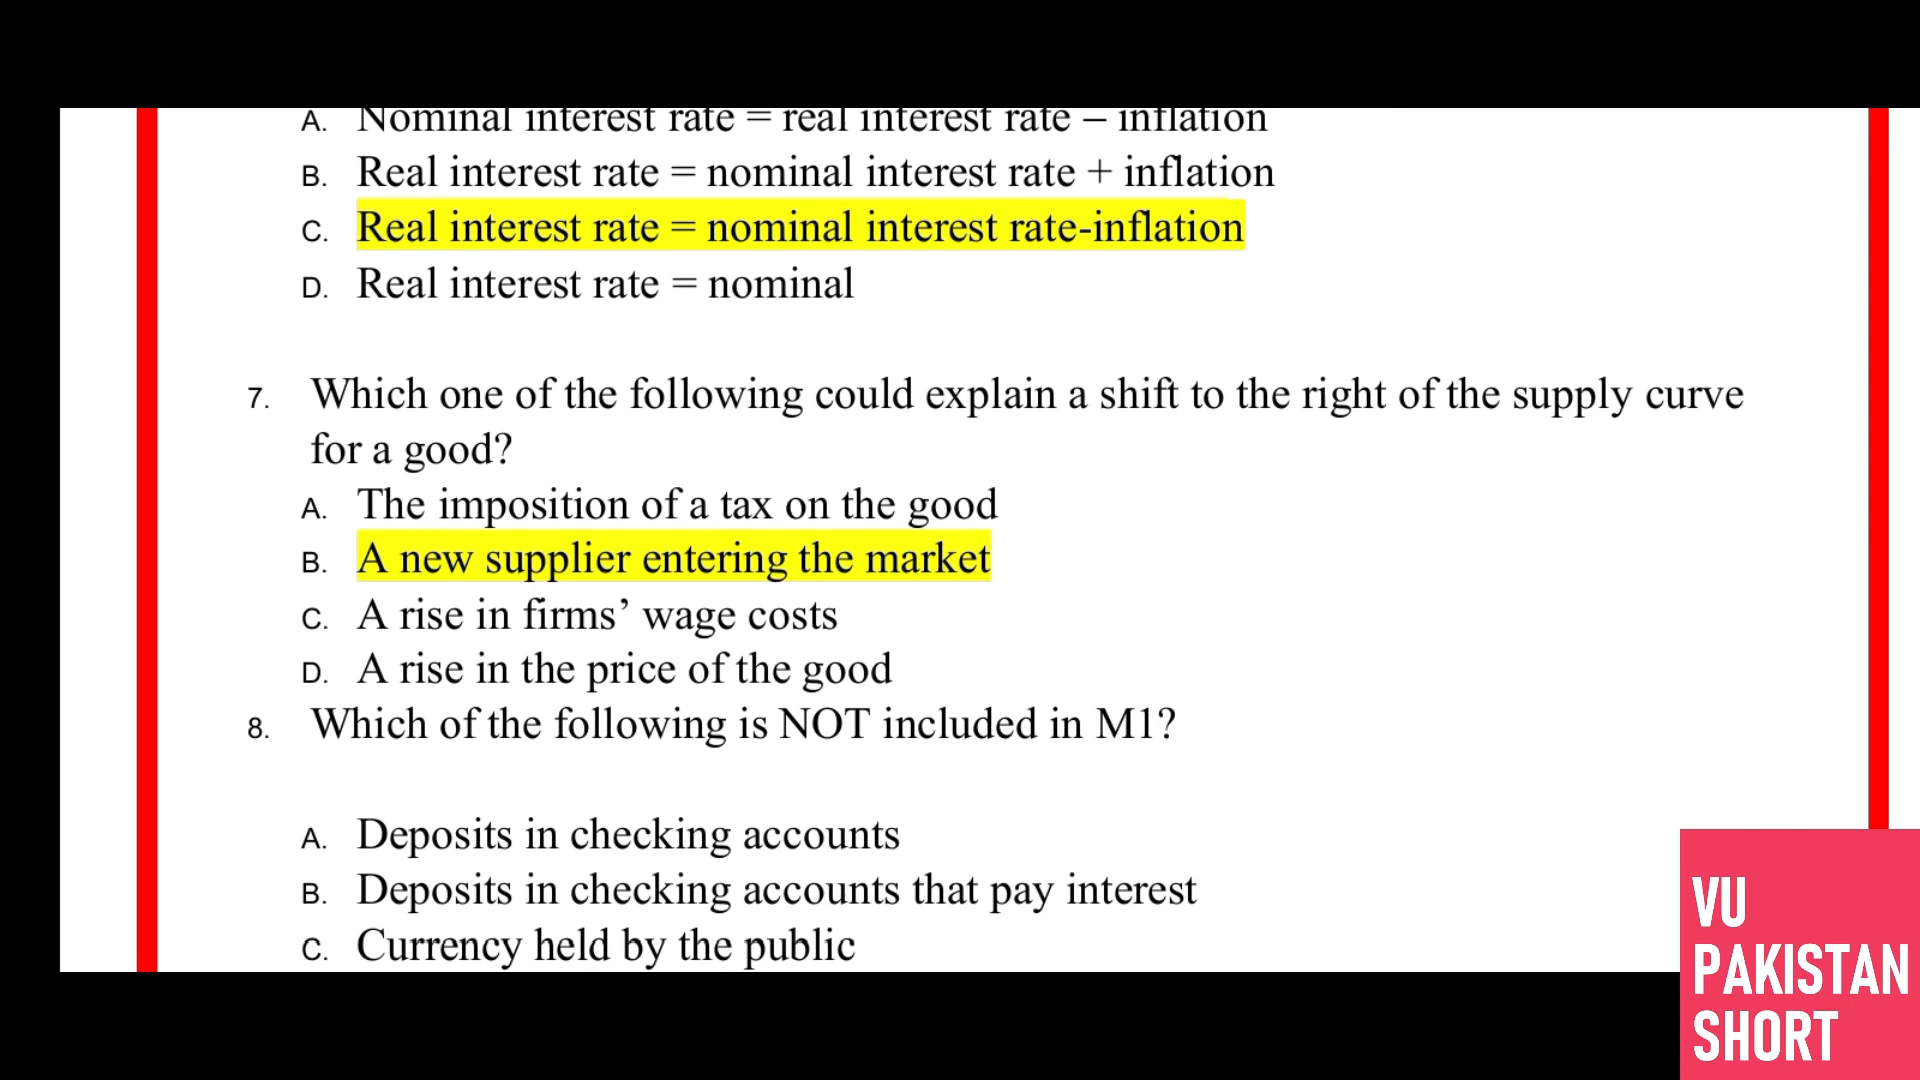 A. Nominal interest rate = real interest rate – inflation
B. Real interest rate = nominal interest rate + inflation
C. Real interest rate = nominal interest rate-inflation
D. Real interest rate = nominal
7. Which one of the following could explain a shift to the right of the supply curve
for a good?
A. The imposition of a tax on the good
B. A new supplier entering the market
C. A rise in firms’ wage costs
D. A rise in the price of the good
8. Which of the following is NOT included in M1?
A. Deposits in checking accounts
B. Deposits in checking accounts that pay interest
C. Currency held by the public
VU
PAKISTAN
SHORT